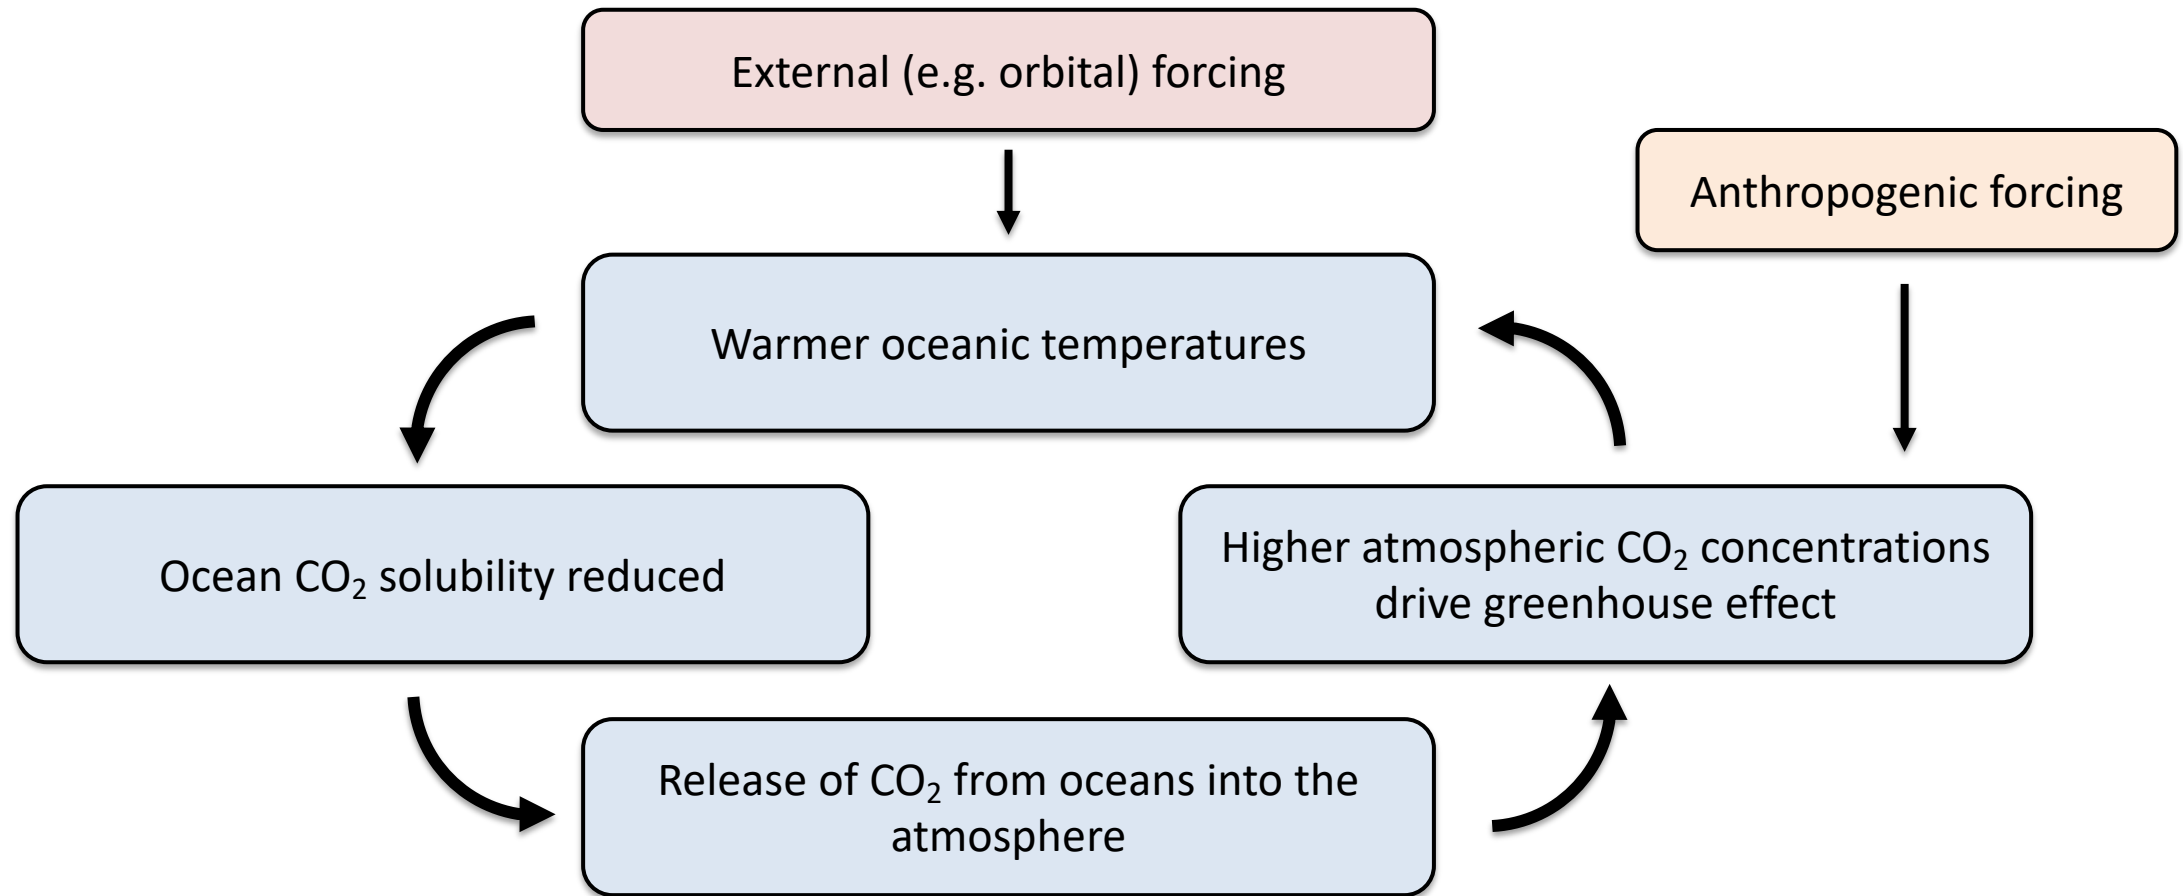 External (e.g. orbital) forcing
Anthropogenic forcing
Warmer oceanic temperatures
Ocean CO₂ solubility reduced
Higher atmospheric CO₂ concentrations
drive greenhouse effect
Release of CO₂ from oceans into the
atmosphere